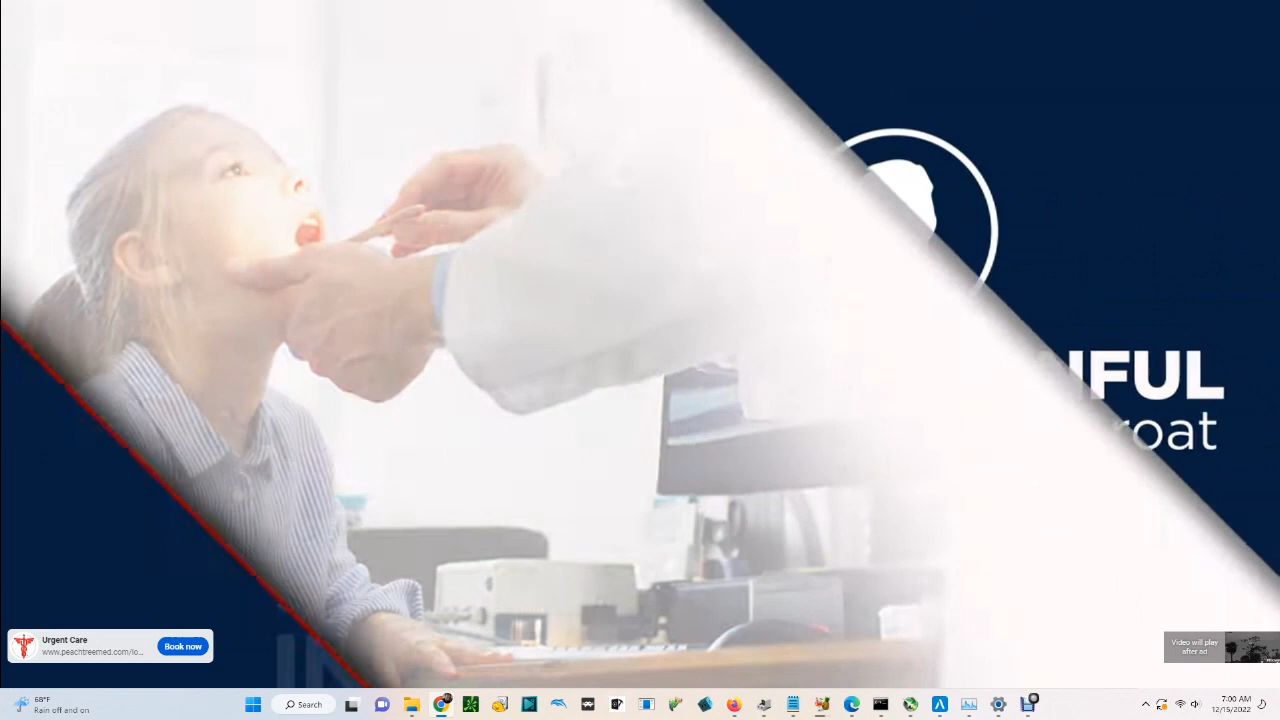 IFUL
roat
Urgent Care
www.peachtreemed.com/lo...
Book now
Video will play
after ad
68°F
Rain off and on
Search
7:00 AM
12/15/2022